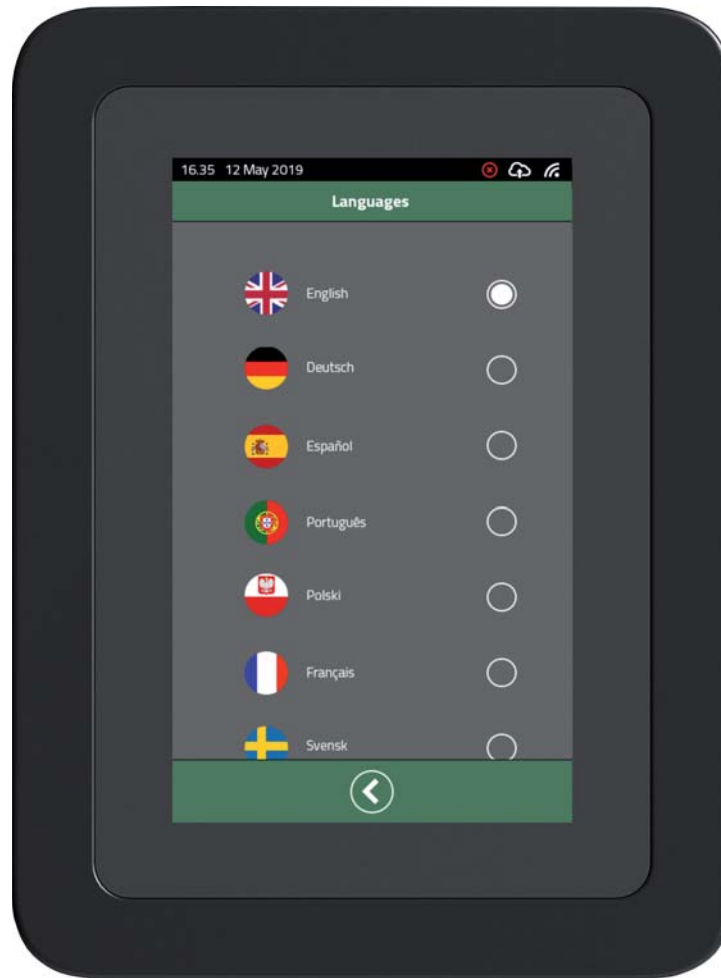 16.35 12 May 2019
Languages
English
Deutsch
Español
Português
Polski
Français
Svensk